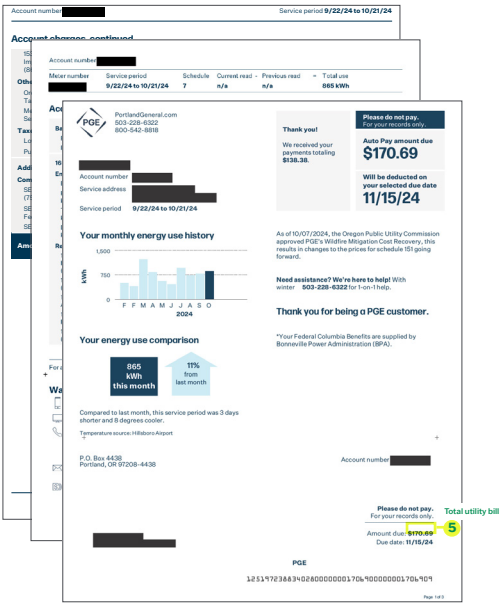 Account number
Service period 9/22/24 to 10/21/24
Account charges, continued
Account number
Meter number Service period Schedule Current read - Previous read = Total use
9/22/24 to 10/21/24 7 n/a n/a 865 kWh
PGE
PortlandGeneral.com
503-228-6322
800-542-8818
Account number
Service address
Service period 9/22/24 to 10/21/24
Thank you!
We received your
payments totaling
$138.38.
Please do not pay.
For your records only.
Auto Pay amount due
$170.69
Will be deducted on
your selected due date
11/15/24
Your monthly energy use history
1,500
750
0
kWh
F F M A M J J A S O
2024
As of 10/07/2024, the Oregon Public Utility Commission
approved PGE's Wildfire Mitigation Cost Recovery, this
results in changes to the prices for schedule 151 going
forward.
Need assistance? We're here to help! With
winter 503-228-6322 for 1-on-1 help.
Thank you for being a PGE customer.
*Your Federal Columbia Benefits are supplied by
Bonneville Power Administration (BPA).
Your energy use comparison
865
kWh
this month
11%
from
last month
Compared to last month, this service period was 3 days
shorter and 8 degrees cooler.
Temperature source: Hillsboro Airport
P.O. Box 4438
Portland, OR 97208-4438
Account number
Please do not pay.
For your records only.
Amount due: $170.69
Due date: 11/15/24
Total utility bill
5
PGE
Page 1 of 3